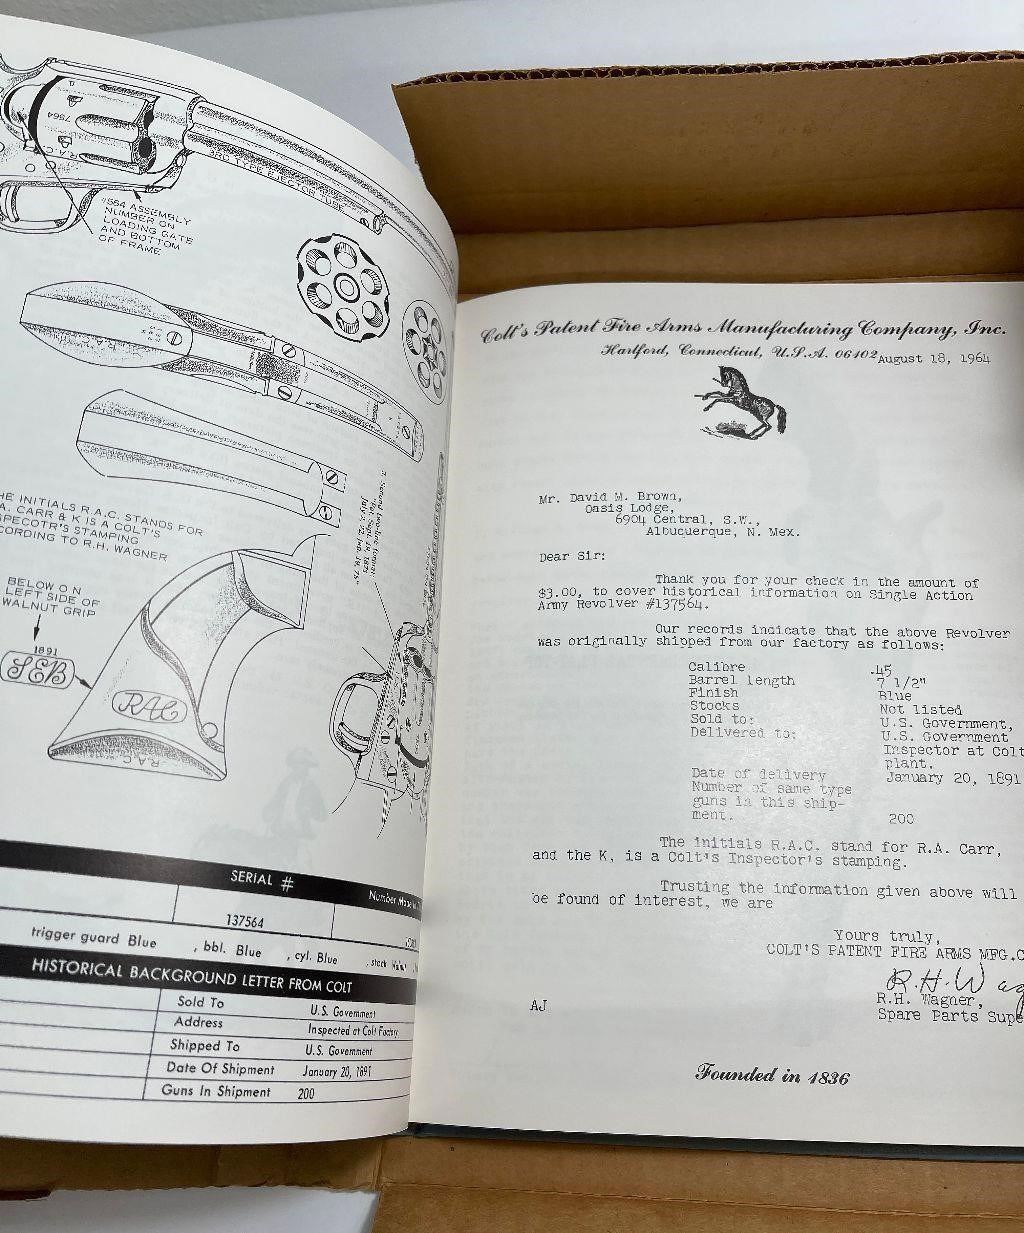 7564
R.A.C.
3RD TYPE EJECTOR TUBE
7564 ASSEMBLY
NUMBER ON
LOADING GATE
AND BOTTOM
OF FRAME
HE INITIALS R.A.C. STANDS FOR
A. CARR & K IS A COLT'S
SPECOTR'S STAMPING
CORDING TO R.H. WAGNER
BELOW ON
LEFT SIDE OF
WALNUT GRIP
1891
SEB
RAC
R.A.C.
SERIAL #
137564
trigger guard Blue , bbl. Blue , cyl. Blue , stock
HISTORICAL BACKGROUND LETTER FROM COLT
Sold To U.S. Government
Address Inspected at Colt Factory
Shipped To U.S. Government
Date Of Shipment January 20, 1891
Guns In Shipment 200
Colt's Patent Fire Arms Manufacturing Company, Inc.
Hartford, Connecticut, U.S.A. 06102
August 18, 1964
Mr. David M. Brown,
Oasis Lodge,
6904 Central, S.W.,
Albuquerque, N. Mex.
Dear Sir:
Thank you for your check in the amount of
$3.00, to cover historical information on Single Action
Army Revolver #137564.
Our records indicate that the above Revolver
was originally shipped from our factory as follows:
Calibre .45
Barrel length 7 1/2"
Finish Blue
Stocks Not listed
Sold to: U.S. Government,
Delivered to: U.S. Government
Inspector at Colt
plant.
Date of delivery January 20, 1891
Number of same type
guns in this ship-
ment. 200
The initials R.A.C. stand for R.A. Carr,
and the K, is a Colt's Inspector's stamping.
Trusting the information given above will
be found of interest, we are
Yours truly,
COLT'S PATENT FIRE ARMS MFG.C
R.H. Wag
R.H. Wagner,
Spare Parts Supe
AJ
Founded in 1836